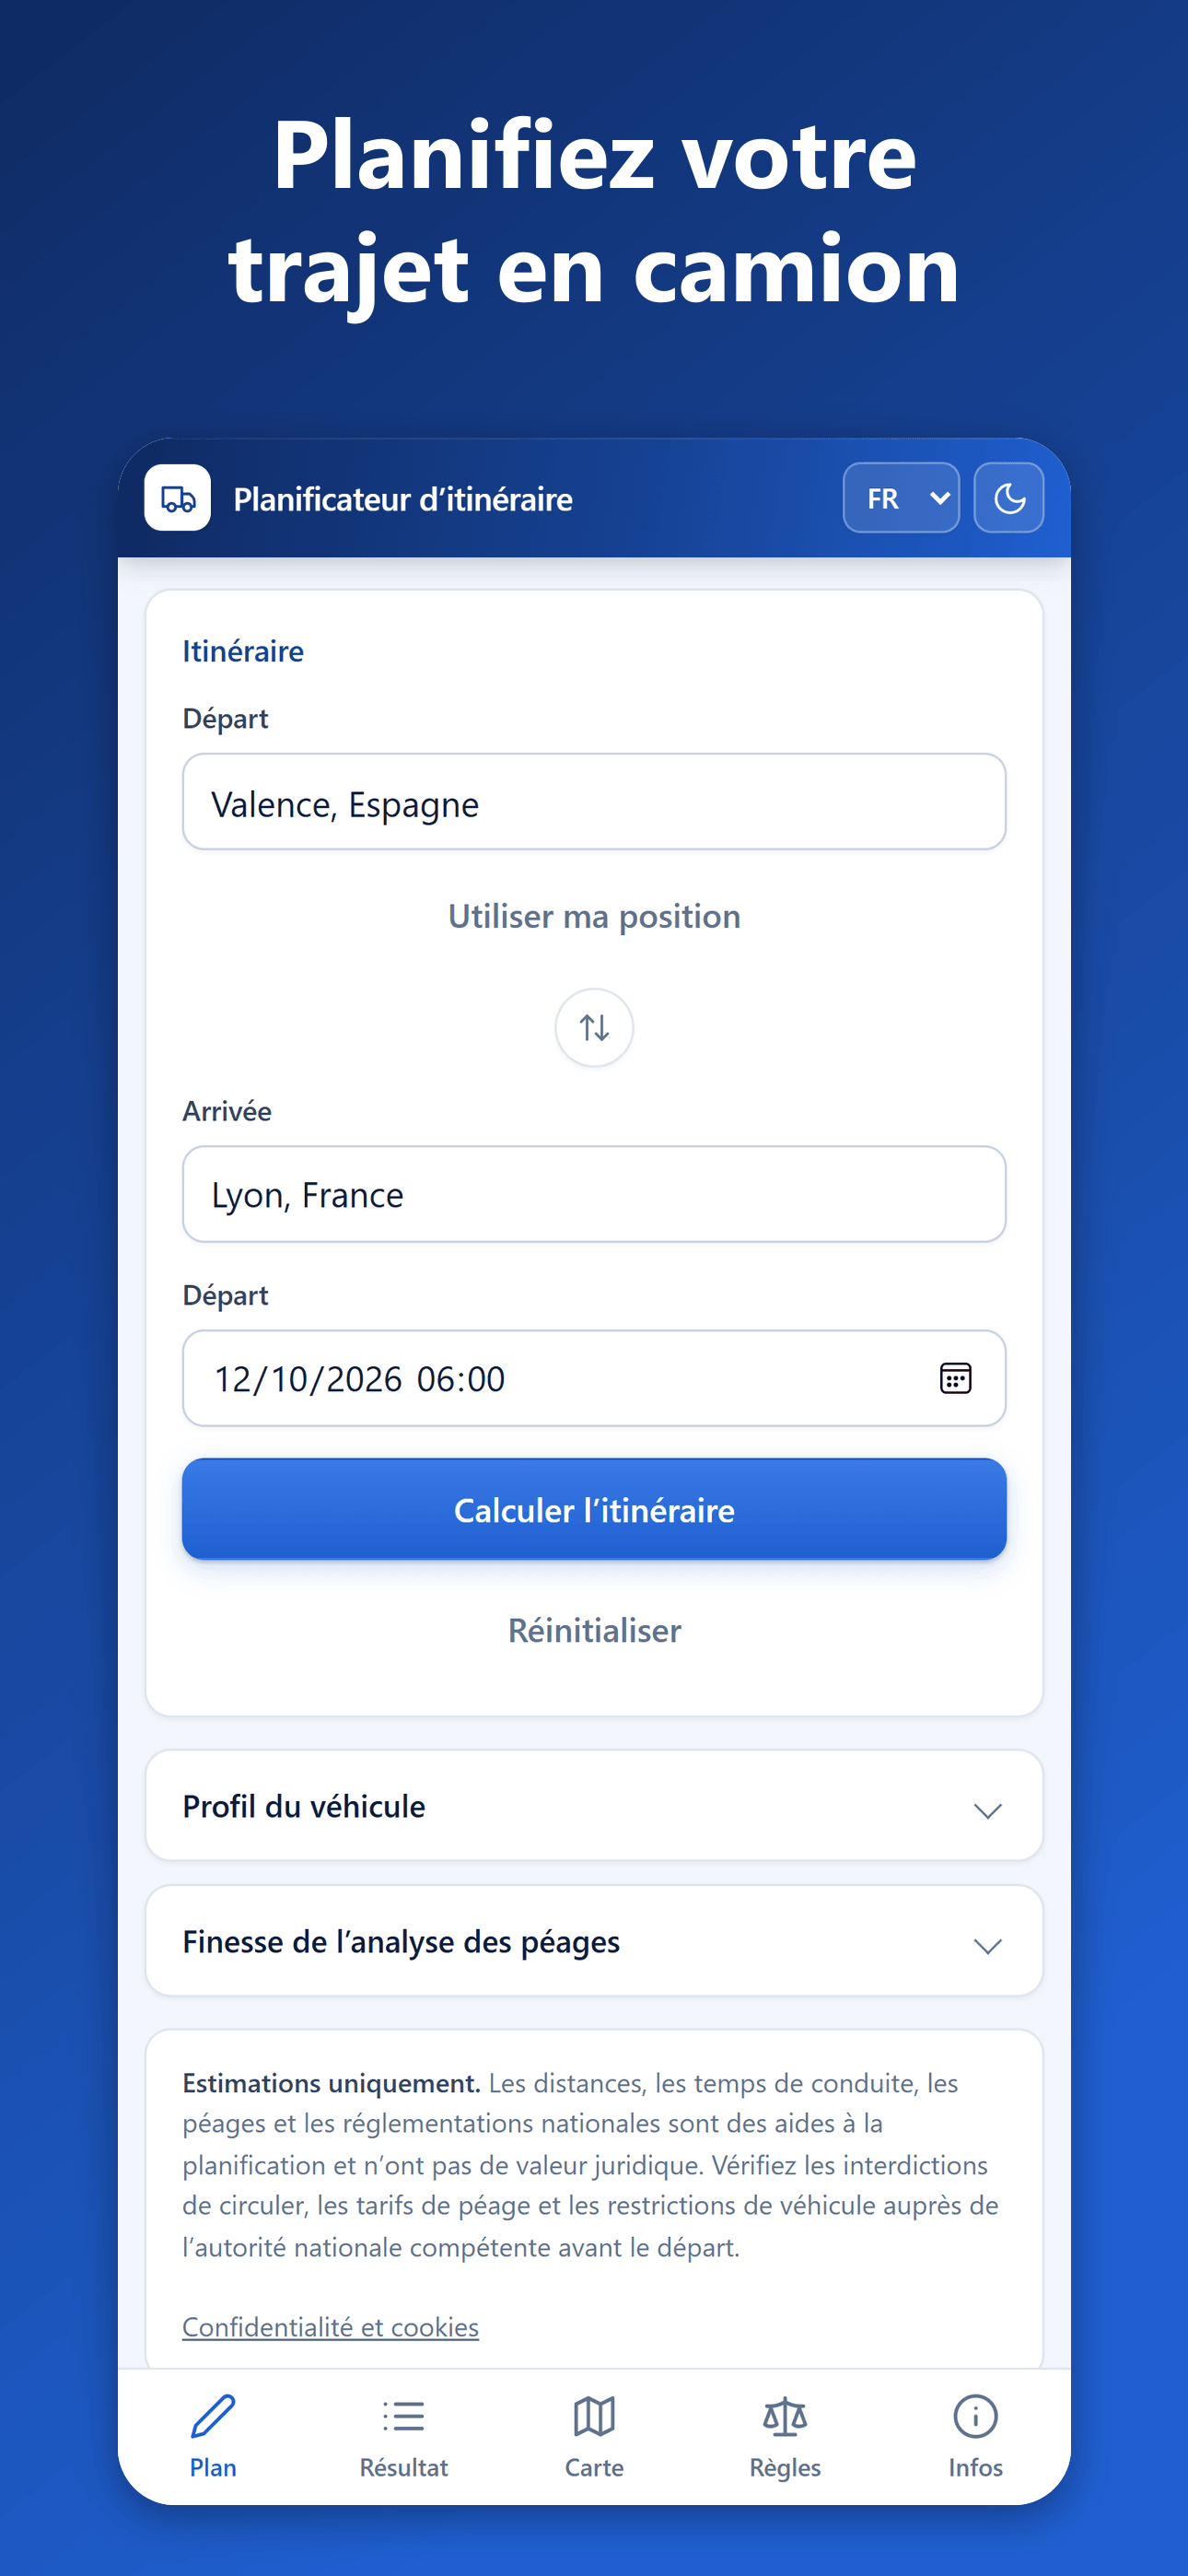 Planifiez votre
trajet en camion
Planificateur d’itinéraire
FR
Itinéraire
Départ
Valence, Espagne
Utiliser ma position
Arrivée
Lyon, France
Départ
12/10/2026 06:00
Calculer l’itinéraire
Réinitialiser
Profil du véhicule
Finesse de l’analyse des péages
Estimations uniquement. Les distances, les temps de conduite, les
péages et les réglementations nationales sont des aides à la
planification et n’ont pas de valeur juridique. Vérifiez les interdictions
de circuler, les tarifs de péage et les restrictions de véhicule auprès de
l’autorité nationale compétente avant le départ.
Confidentialité et cookies
Plan Résultat Carte Règles Infos